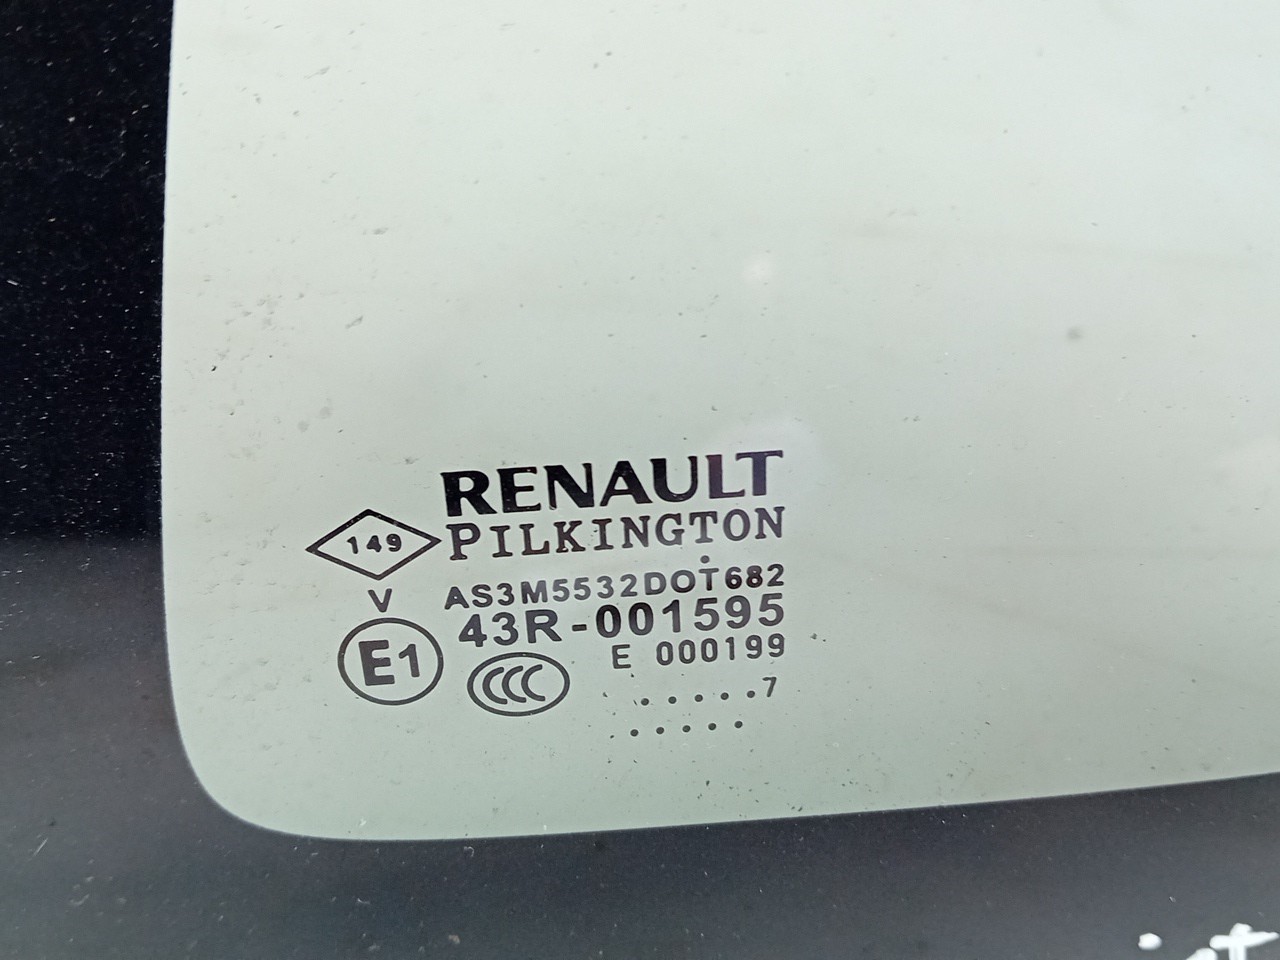 RENAULT
149 PILKINGTON
AS3M5532DOT682
V
43R-001595
E1
E 000199
CCC
.....7
.....